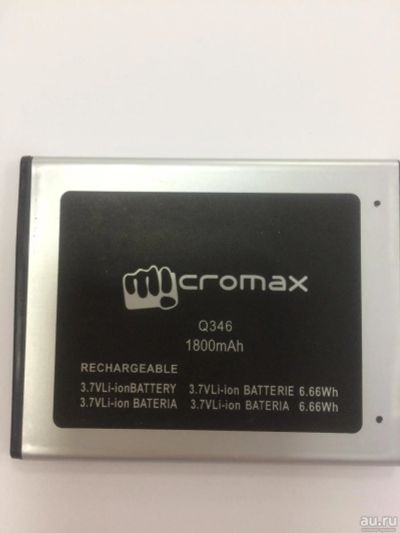 micromax
Q346
1800mAh
RECHARGEABLE
3.7VLi-ionBATTERY 3.7VLi-ion BATTERIE 6.66Wh
3.7VLi-ion BATERIA 3.7VLi-ion BATERIA 6.66Wh
au.ru